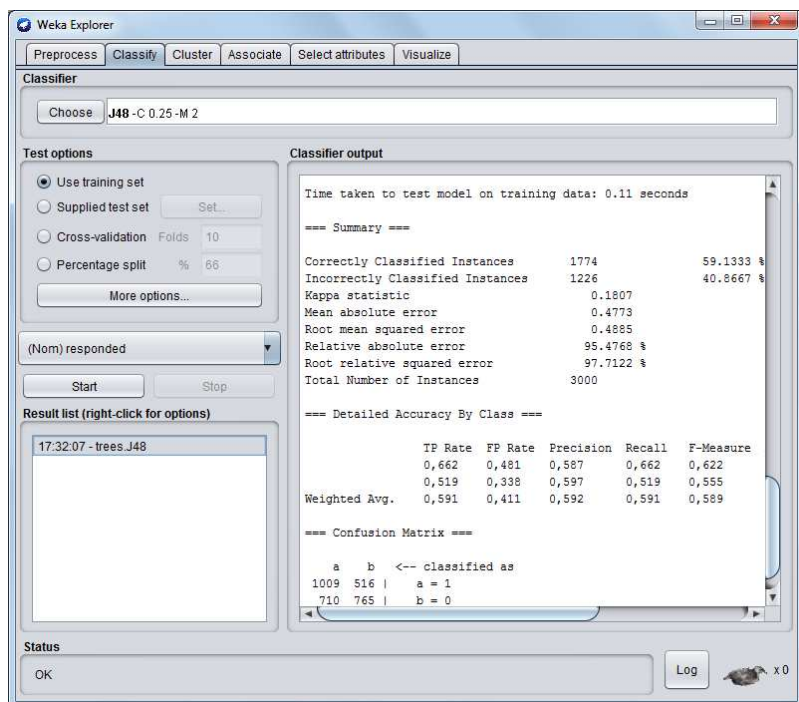 Weka Explorer
Preprocess Classify Cluster Associate Select attributes Visualize
Classifier
Choose J48 -C 0.25 -M 2
Test options
Use training set
Supplied test set Set...
Cross-validation Folds 10
Percentage split % 66
More options...
(Nom) responded
Start Stop
Result list (right-click for options)
17:32:07 - trees.J48
Classifier output
Time taken to test model on training data: 0.11 seconds
=== Summary ===
Correctly Classified Instances 1774 59.1333 %
Incorrectly Classified Instances 1226 40.8667 %
Kappa statistic 0.1807
Mean absolute error 0.4773
Root mean squared error 0.4885
Relative absolute error 95.4768 %
Root relative squared error 97.7122 %
Total Number of Instances 3000
=== Detailed Accuracy By Class ===
TP Rate FP Rate Precision Recall F-Measure
0,662 0,481 0,587 0,662 0,622
0,519 0,338 0,597 0,519 0,555
Weighted Avg. 0,591 0,411 0,592 0,591 0,589
=== Confusion Matrix ===
a b <-- classified as
1009 516 | a = 1
710 765 | b = 0
Status
OK
Log
x 0